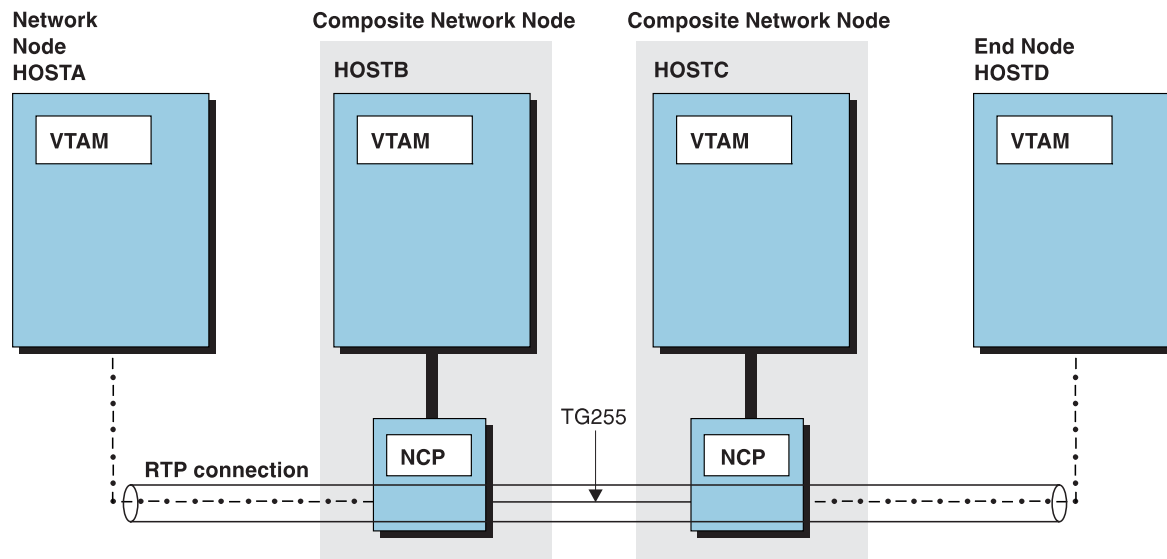 Network
Node
HOSTA
Composite Network Node
HOSTB
Composite Network Node
HOSTC
End Node
HOSTD
VTAM
VTAM
VTAM
VTAM
TG255
NCP
NCP
RTP connection